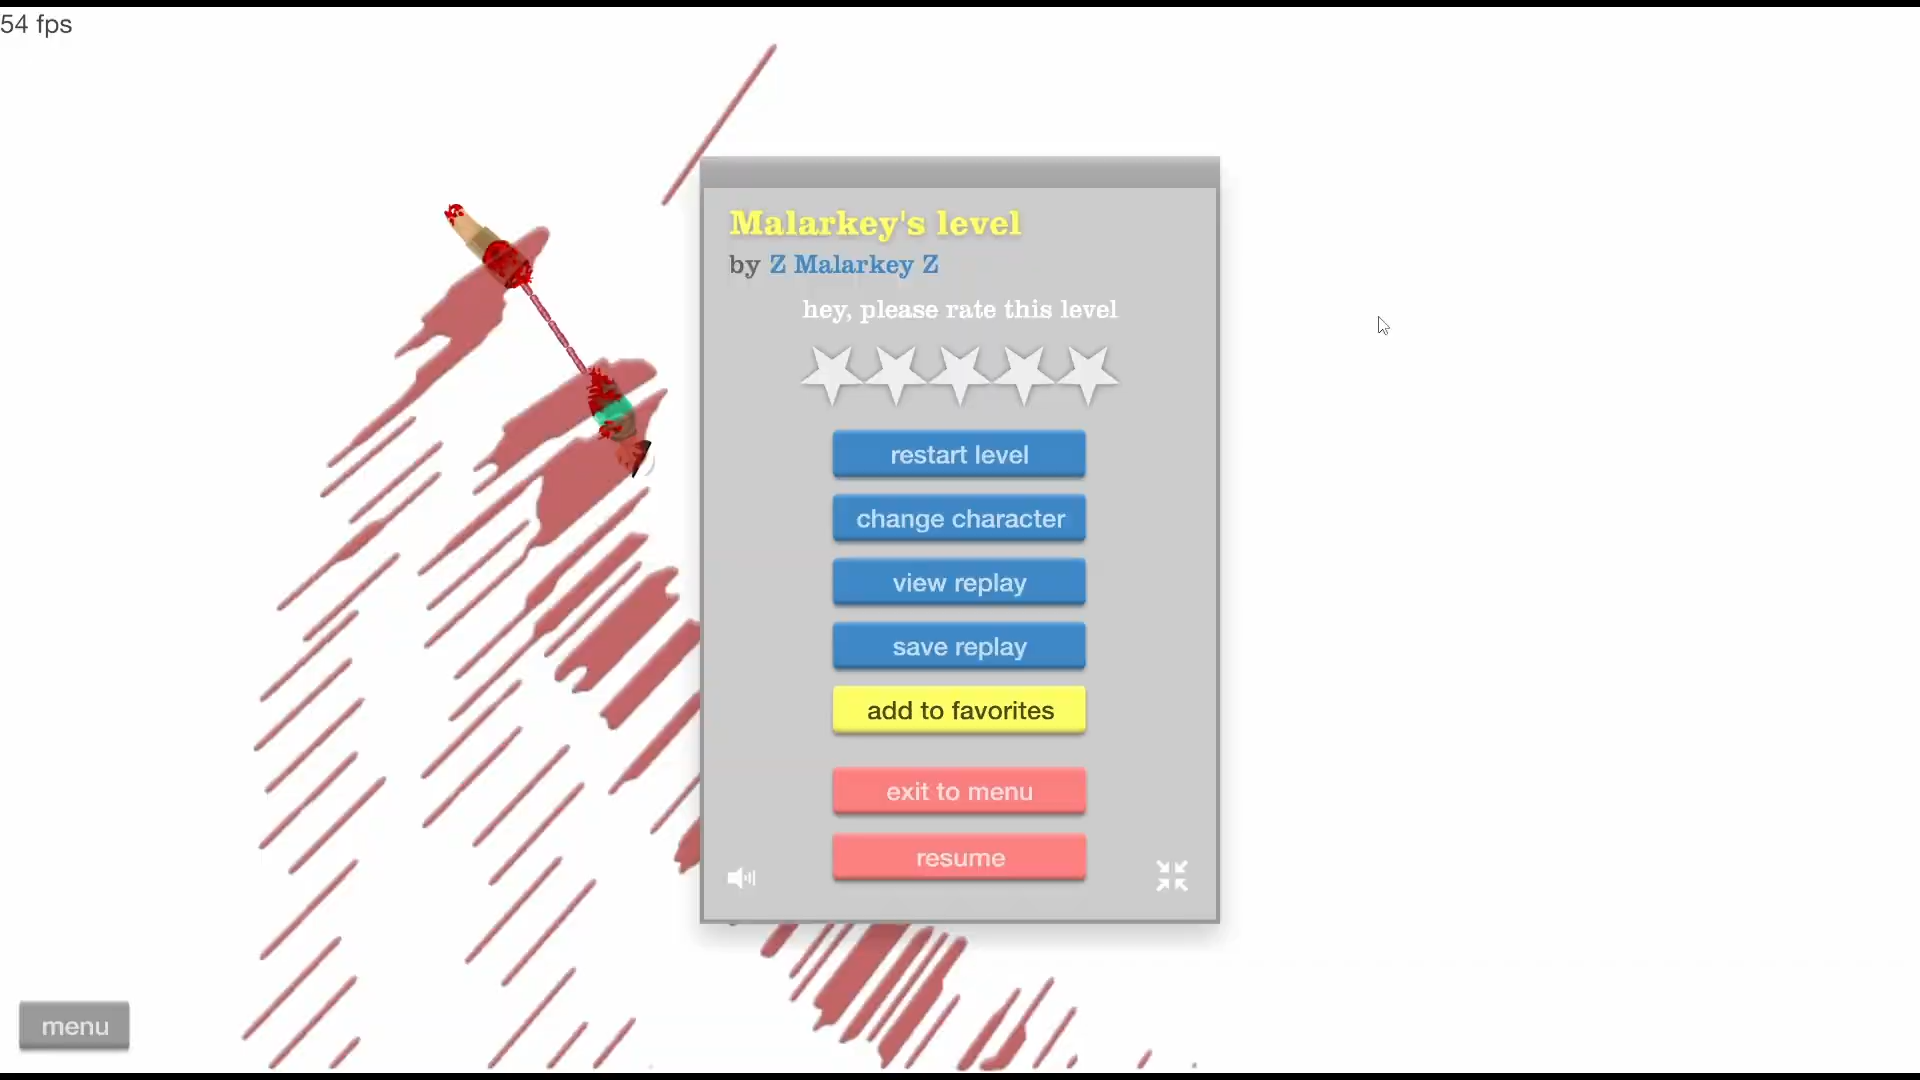 54 fps
Malarkey's level
by Z Malarkey Z
hey, please rate this level
restart level
change character
view replay
save replay
add to favorites
exit to menu
resume
menu